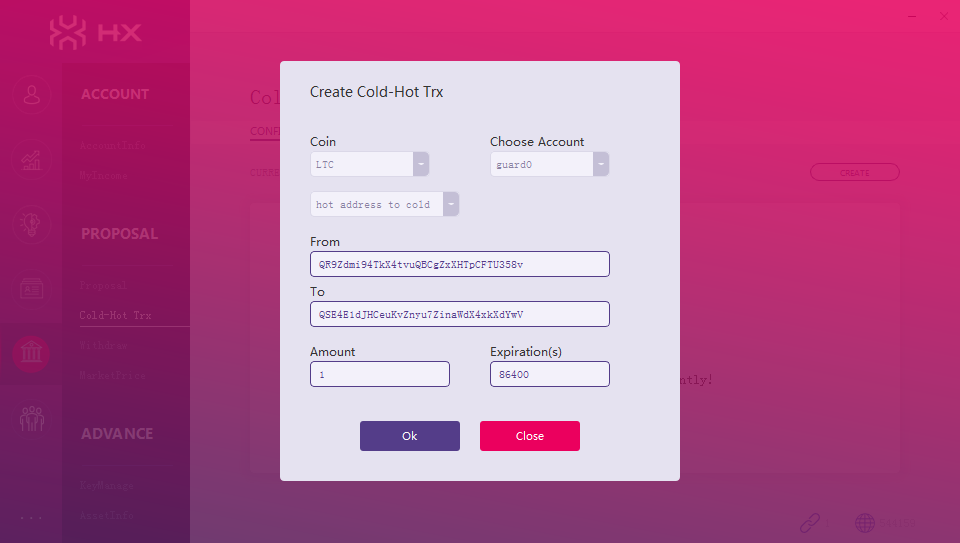 HX
ACCOUNT
AccountInfo
MyIncome
PROPOSAL
Proposal
Cold-Hot Trx
Withdraw
MarketPrice
ADVANCE
AssetInfo
Col
CONF
CURRE
CREATE
ntly!
Create Cold-Hot Trx
Coin
Choose Account
LTC
guard0
hot address to cold
From
QR9Zdmi94TkX4tvuQBCgZxXHTpCFTU358v
To
QSE4E1dJHCeuKvZnyu7ZinaWdX4xkXdYwV
Amount
Expiration(s)
1
86400
Ok
Close